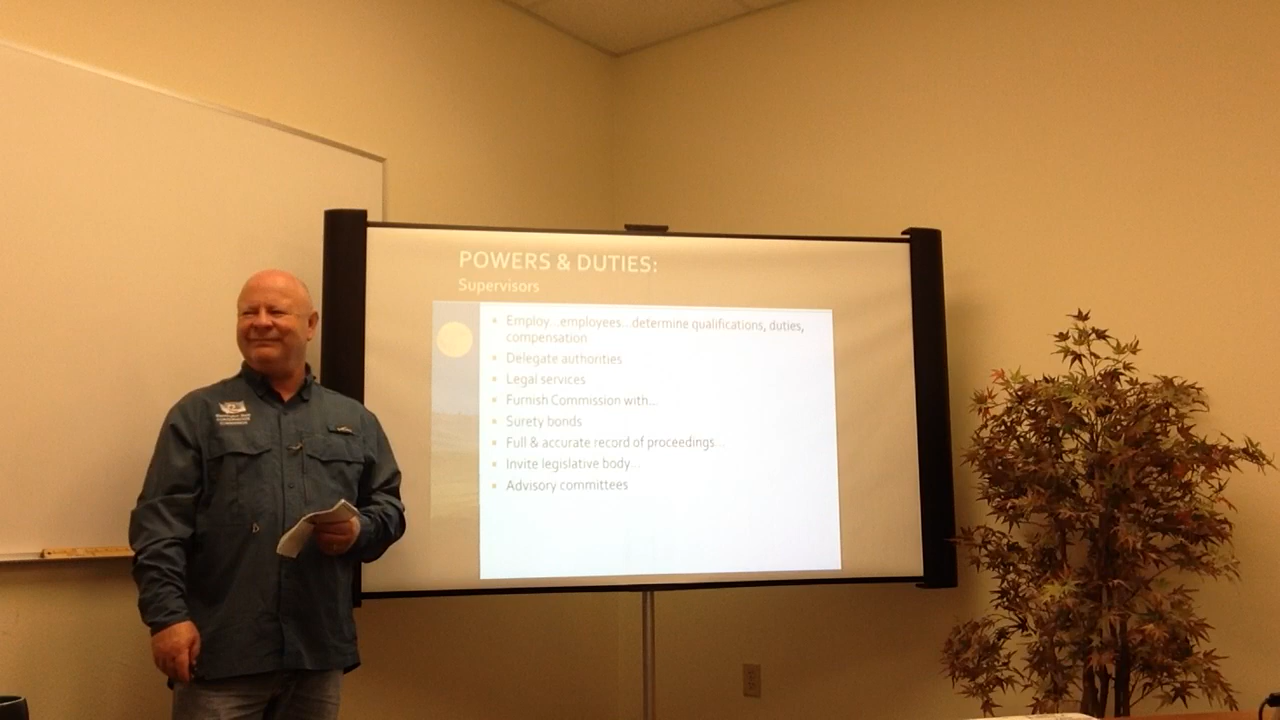 POWERS & DUTIES:
Supervisors
Employ...employees...determine qualifications, duties,
compensation
Delegate authorities
Legal services
Furnish Commission with...
Surety bonds
Full & accurate record of proceedings...
Invite legislative body...
Advisory committees